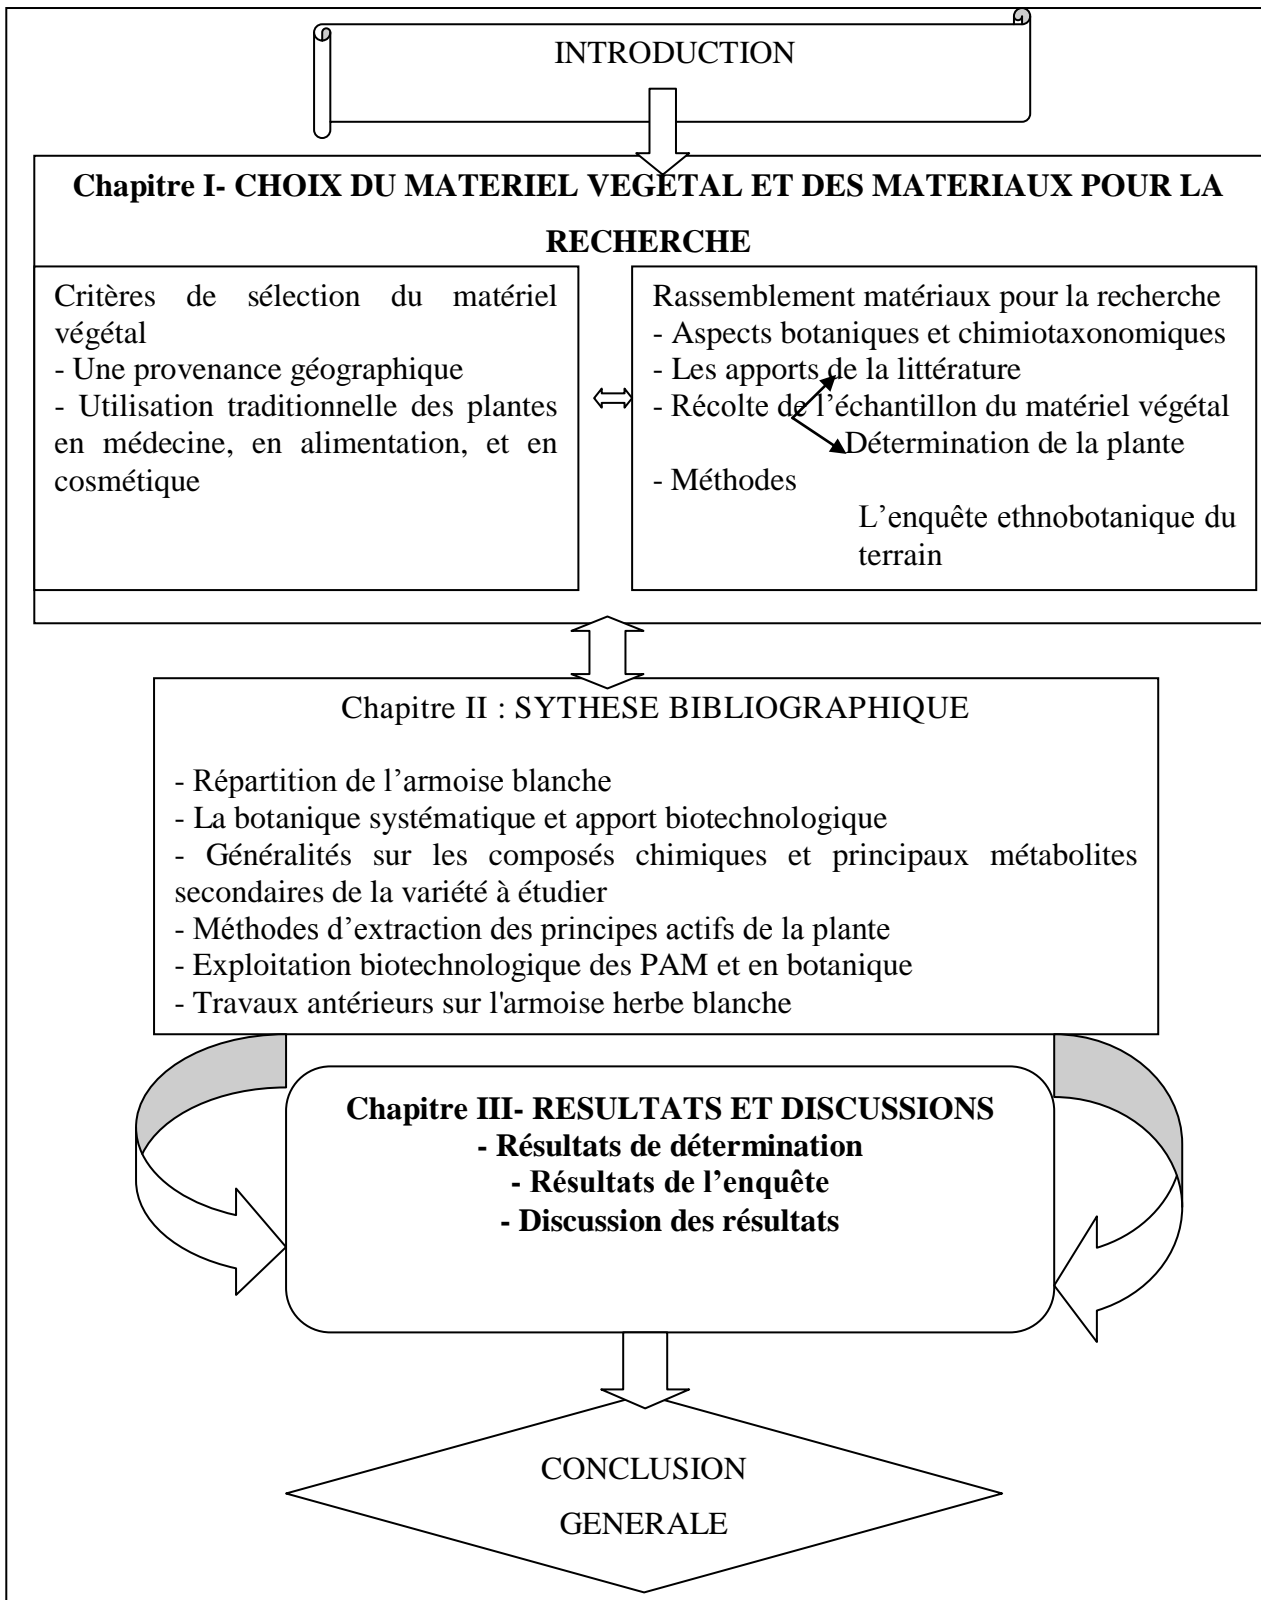 INTRODUCTION
Chapitre I- CHOIX DU MATERIEL VEGETAL ET DES MATERIAUX POUR LA
RECHERCHE
Critères de sélection du matériel
végétal
- Une provenance géographique
- Utilisation traditionnelle des plantes
en médecine, en alimentation, et en
cosmétique
Rassemblement matériaux pour la recherche
- Aspects botaniques et chimiotaxonomiques
- Les apports de la littérature
- Récolte de l’échantillon du matériel végétal
Détermination de la plante
- Méthodes
L’enquête ethnobotanique du
terrain
Chapitre II : SYTHESE BIBLIOGRAPHIQUE
- Répartition de l’armoise blanche
- La botanique systématique et apport biotechnologique
- Généralités sur les composés chimiques et principaux métabolites
secondaires de la variété à étudier
- Méthodes d’extraction des principes actifs de la plante
- Exploitation biotechnologique des PAM et en botanique
- Travaux antérieurs sur l'armoise herbe blanche
Chapitre III- RESULTATS ET DISCUSSIONS
- Résultats de détermination
- Résultats de l’enquête
- Discussion des résultats
CONCLUSION
GENERALE